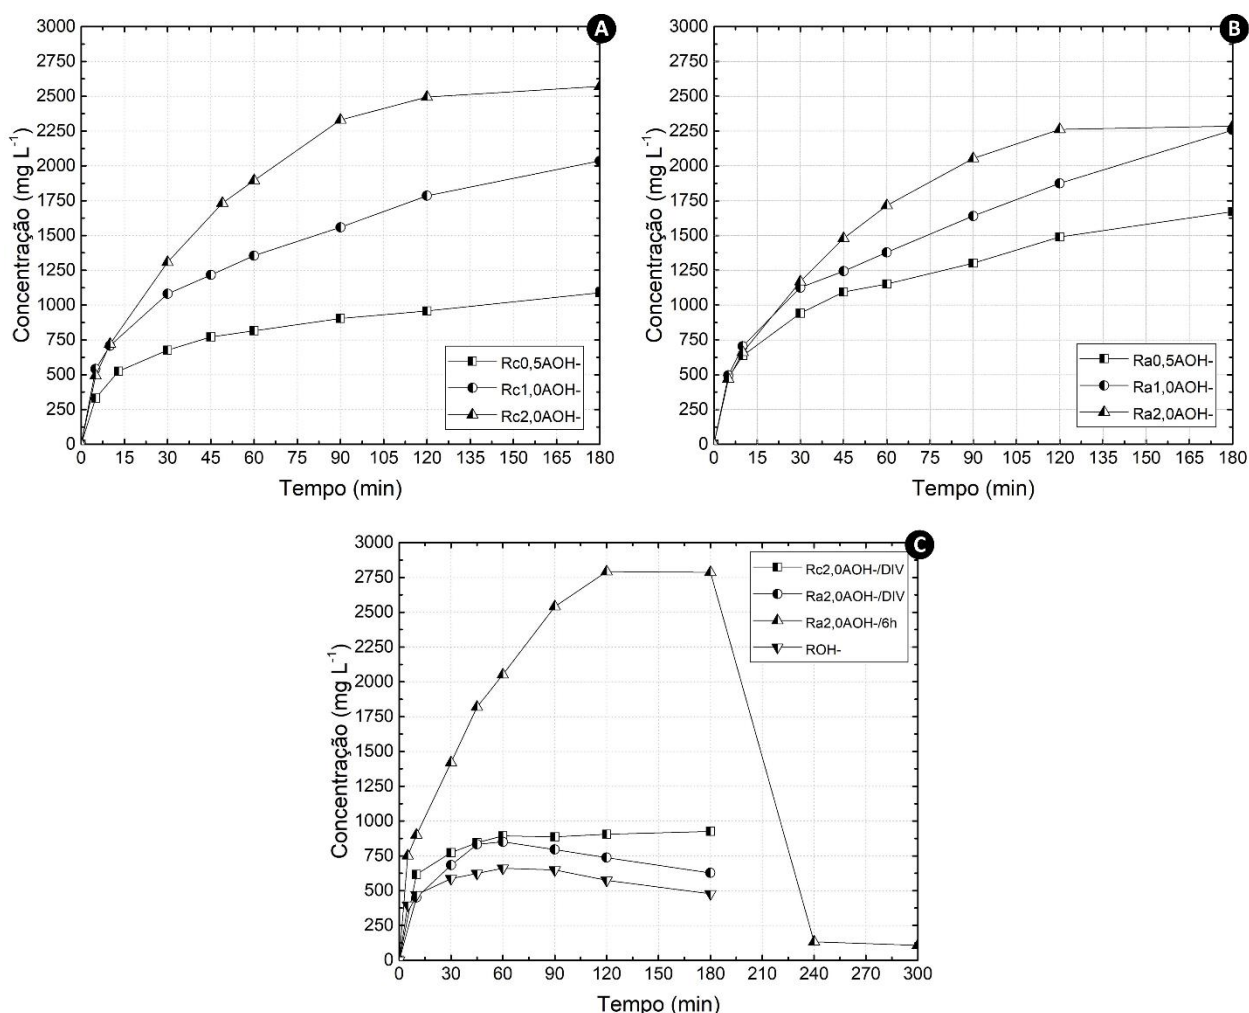 A
Concentração (mg L⁻¹)
3000
2750
2500
2250
2000
1750
1500
1250
1000
750
500
250
0
0 15 30 45 60 75 90 105 120 135 150 165 180
Tempo (min)
Rc0,5AOH-
Rc1,0AOH-
Rc2,0AOH-
B
Concentração (mg L⁻¹)
3000
2750
2500
2250
2000
1750
1500
1250
1000
750
500
250
0
0 15 30 45 60 75 90 105 120 135 150 165 180
Tempo (min)
Ra0,5AOH-
Ra1,0AOH-
Ra2,0AOH-
C
Concentração (mg L⁻¹)
3000
2750
2500
2250
2000
1750
1500
1250
1000
750
500
250
0
0 30 60 90 120 150 180 210 240 270 300
Tempo (min)
Rc2,0AOH-/DIV
Ra2,0AOH-/DIV
Ra2,0AOH-/6h
ROH-